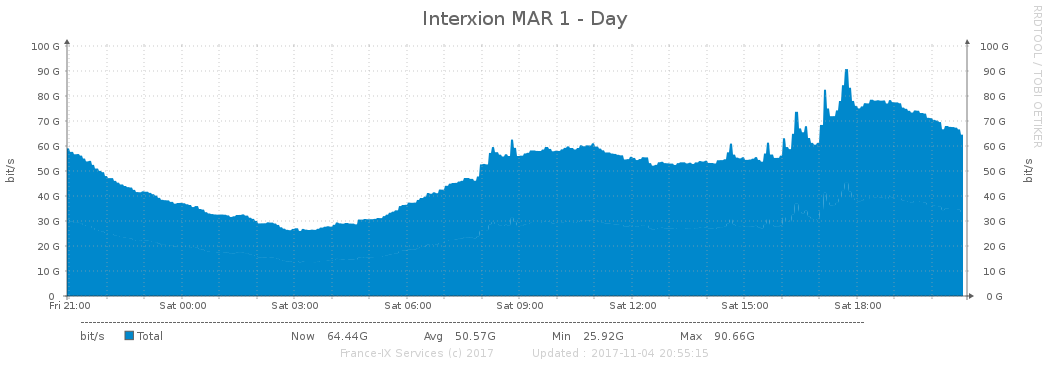 Interxion MAR 1 - Day
RRDTOOL / TOBI OETIKER
bit/s
bit/s
100 G 100 G
90 G 90 G
80 G 80 G
70 G 70 G
60 G 60 G
50 G 50 G
40 G 40 G
30 G 30 G
20 G 20 G
10 G 10 G
0 0 G
Fri 21:00 Sat 00:00 Sat 03:00 Sat 06:00 Sat 09:00 Sat 12:00 Sat 15:00 Sat 18:00
bit/s Total Now 64.44G Avg 50.57G Min 25.92G Max 90.66G
France-IX Services (c) 2017 Updated : 2017-11-04 20:55:15